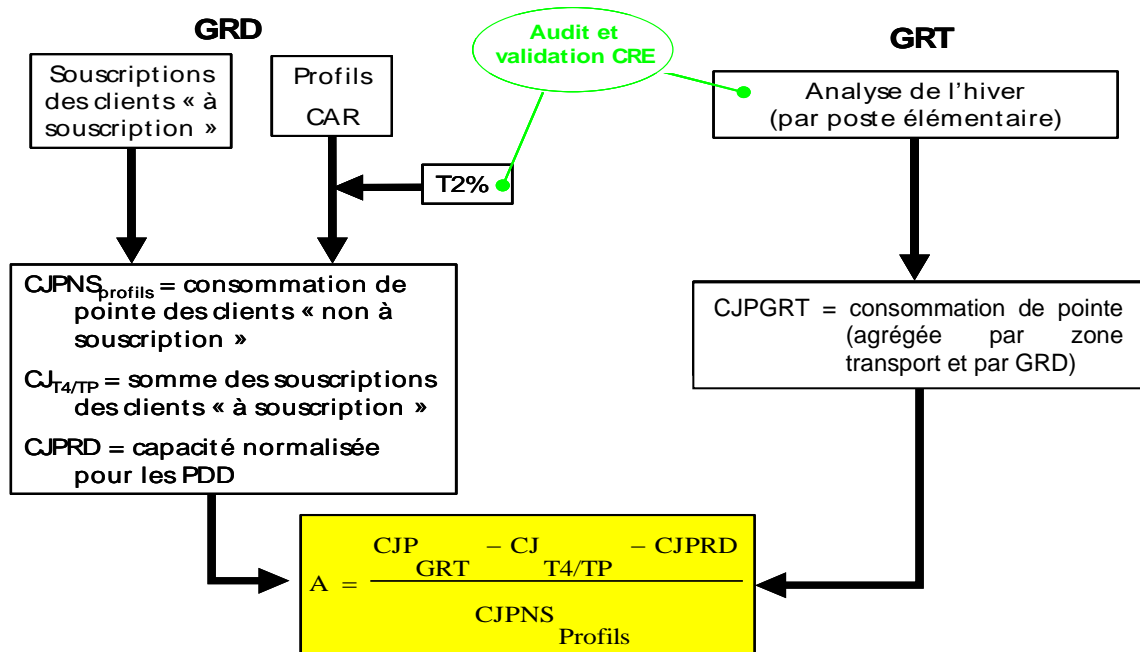 GRD
Audit et
validation CRE
GRT
Souscriptions
des clients « à
souscription »
Profils
CAR
Analyse de l'hiver
(par poste élémentaire)
T2%
CJPNSprofils = consommation de
pointe des clients « non à
souscription »
CJT4/TP = somme des souscriptions
des clients « à souscription »
CJPRD = capacité normalisée
pour les PDD
CJPGRT = consommation de pointe
(agrégée par zone
transport et par GRD)
CJP GRT – CJ T4/TP – CJPRD
A =
CJPNS Profils